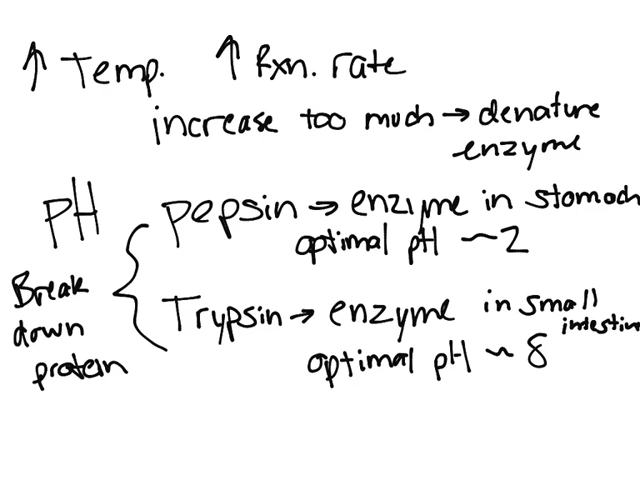 ↑ Temp. ↑ Rxn. rate
increase too much → denature
enzyme
pH pepsin → enzyme in stomach
optimal pH ~2
Break down protein
Trypsin → enzyme in small intestine
optimal pH ~ 8